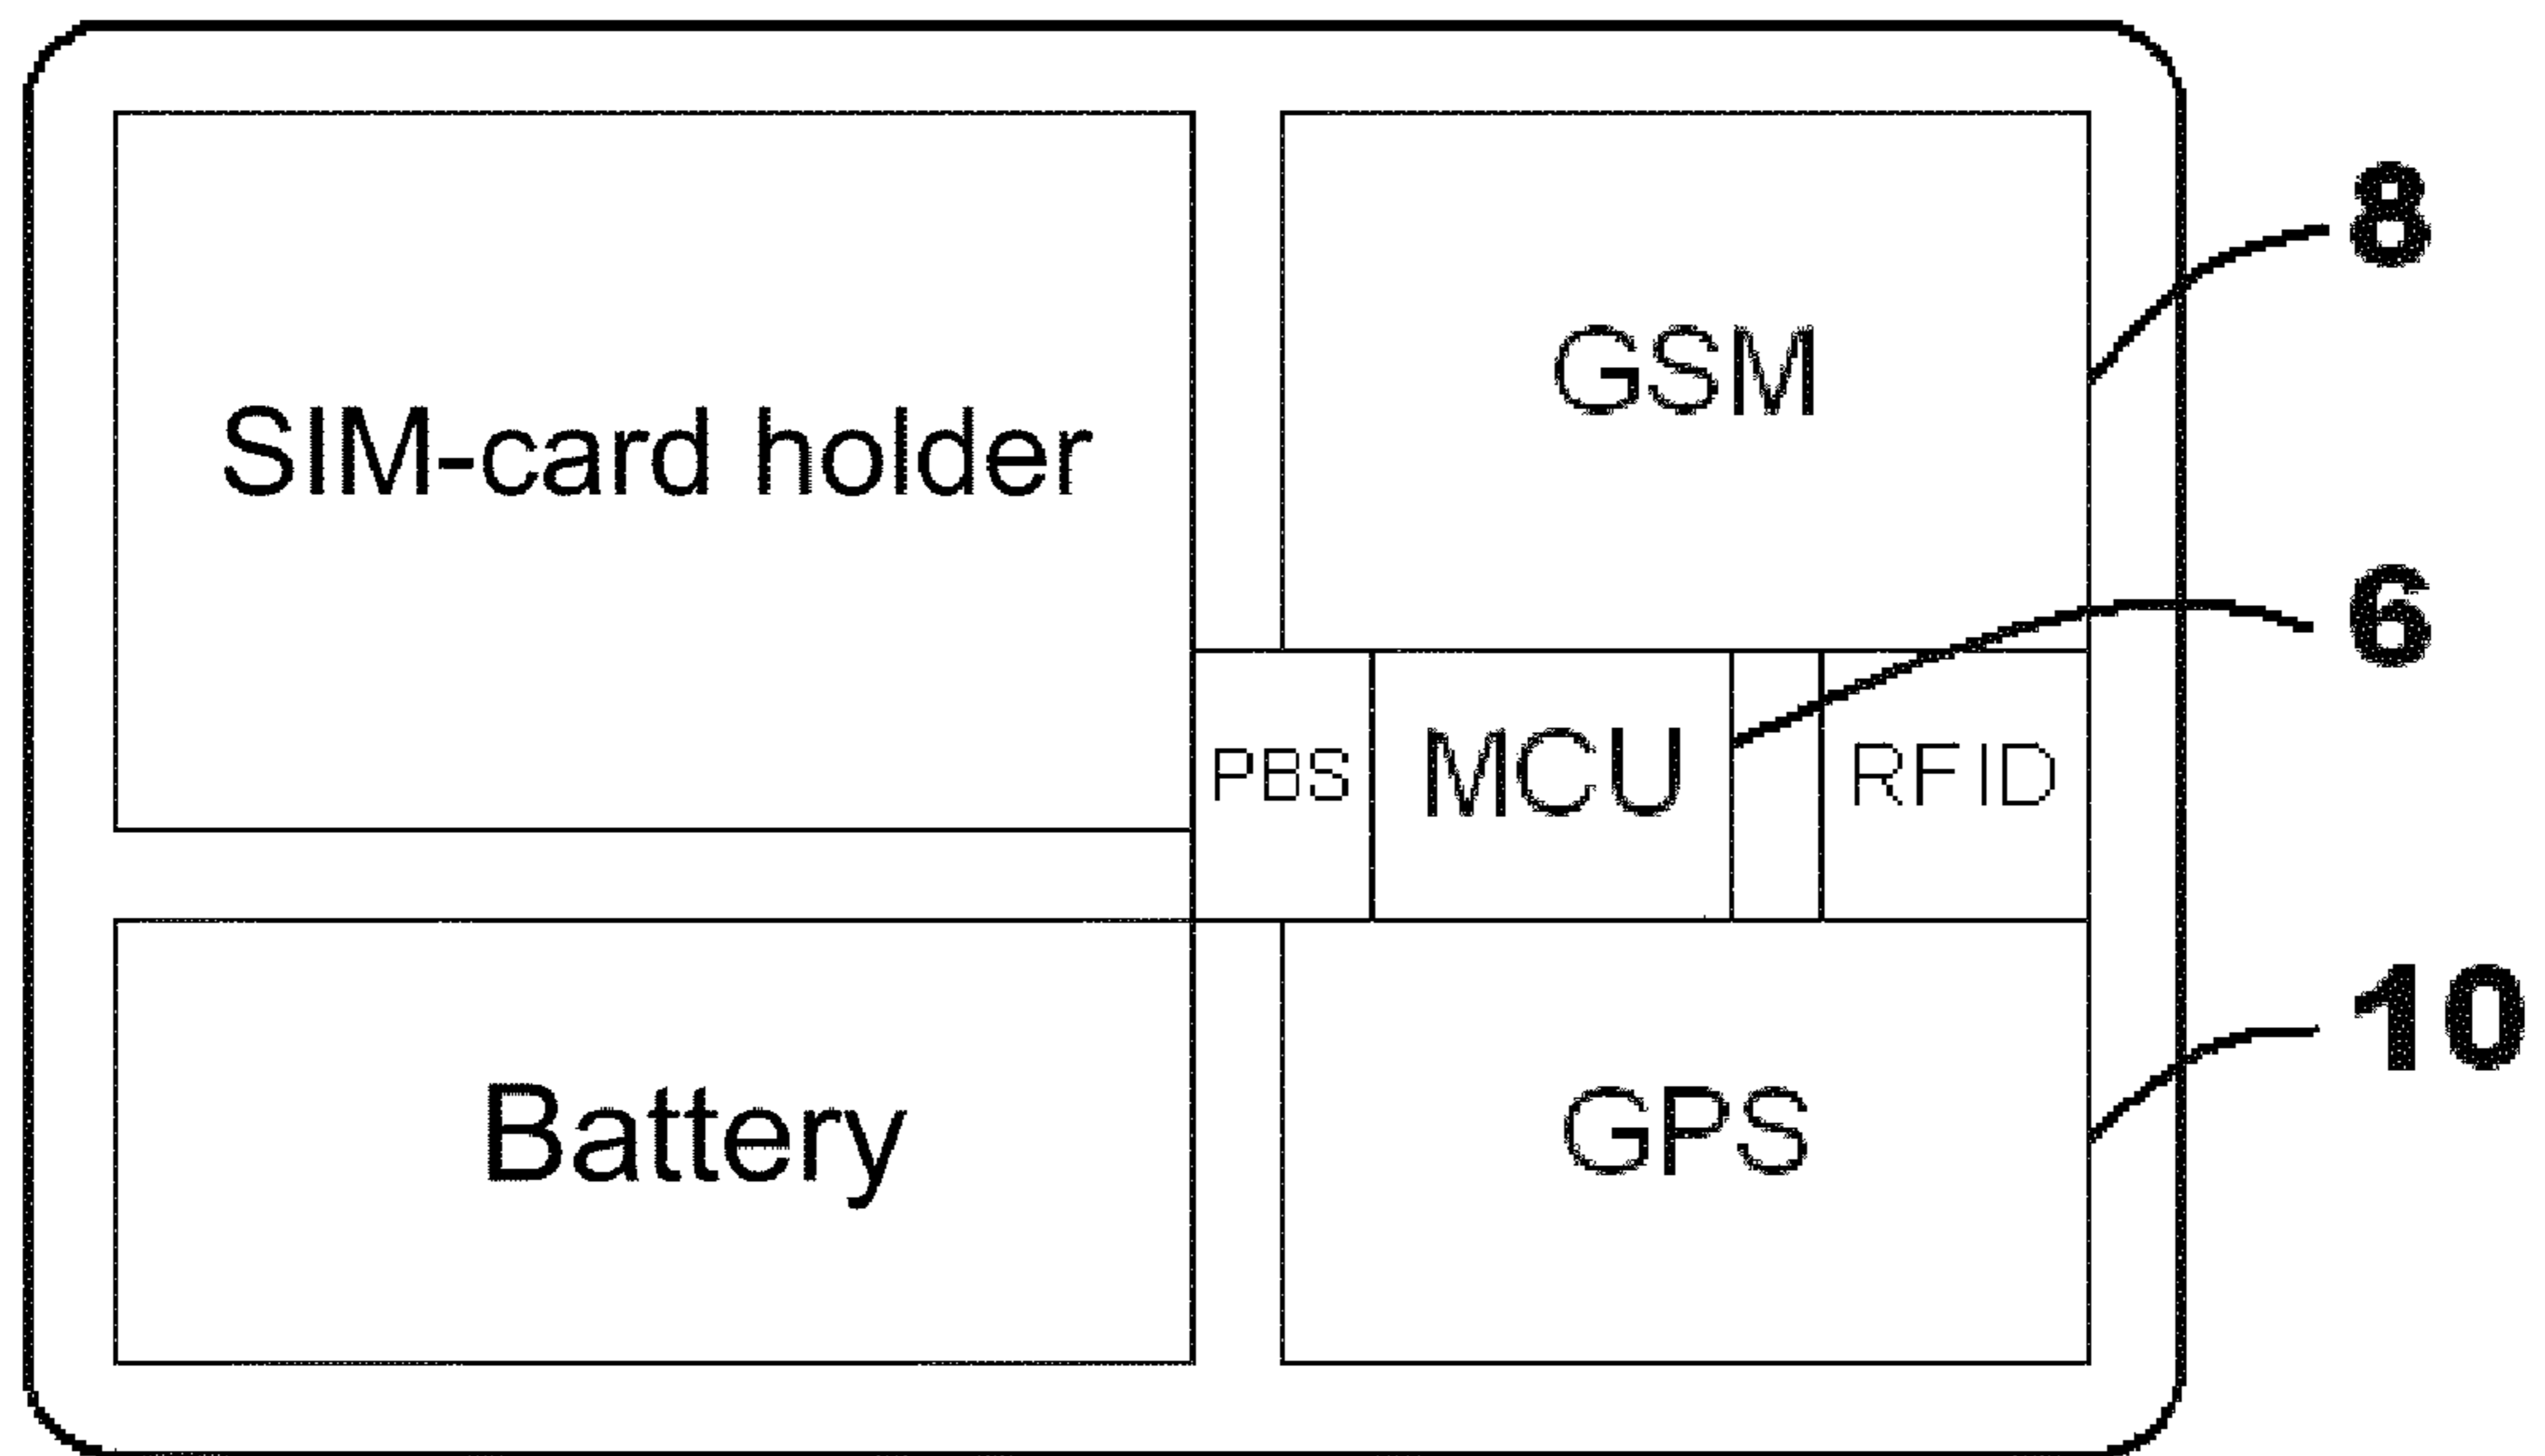 8
GSM
SIM-card holder
6
PBS MCU RFID
10
Battery GPS